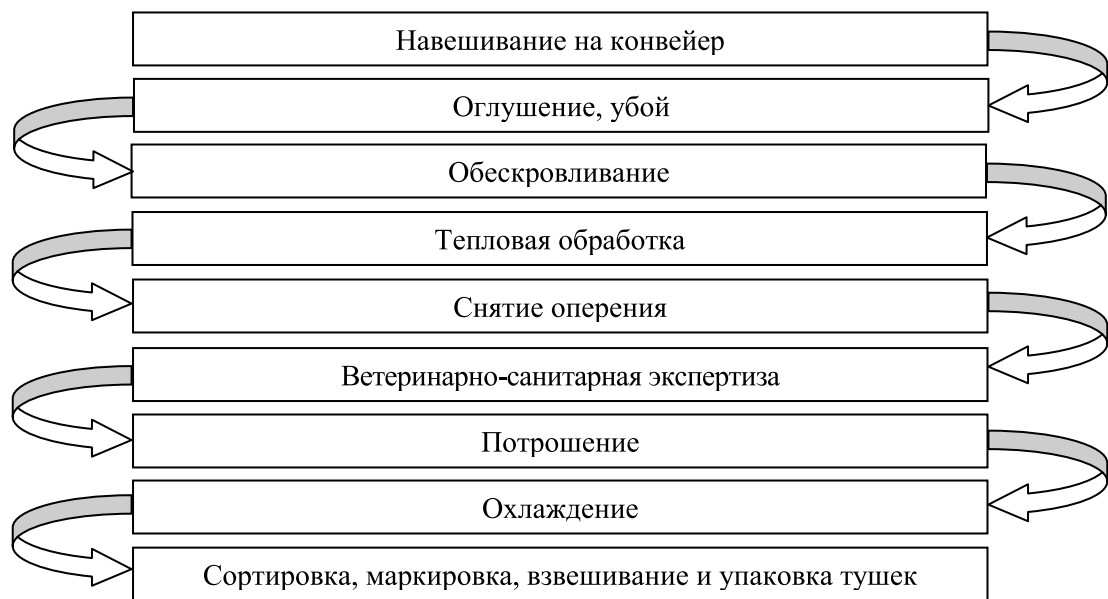 Навешивание на конвейер
Оглушение, убой
Обескровливание
Тепловая обработка
Снятие оперения
Ветеринарно-санитарная экспертиза
Потрошение
Охлаждение
Сортировка, маркировка, взвешивание и упаковка тушек